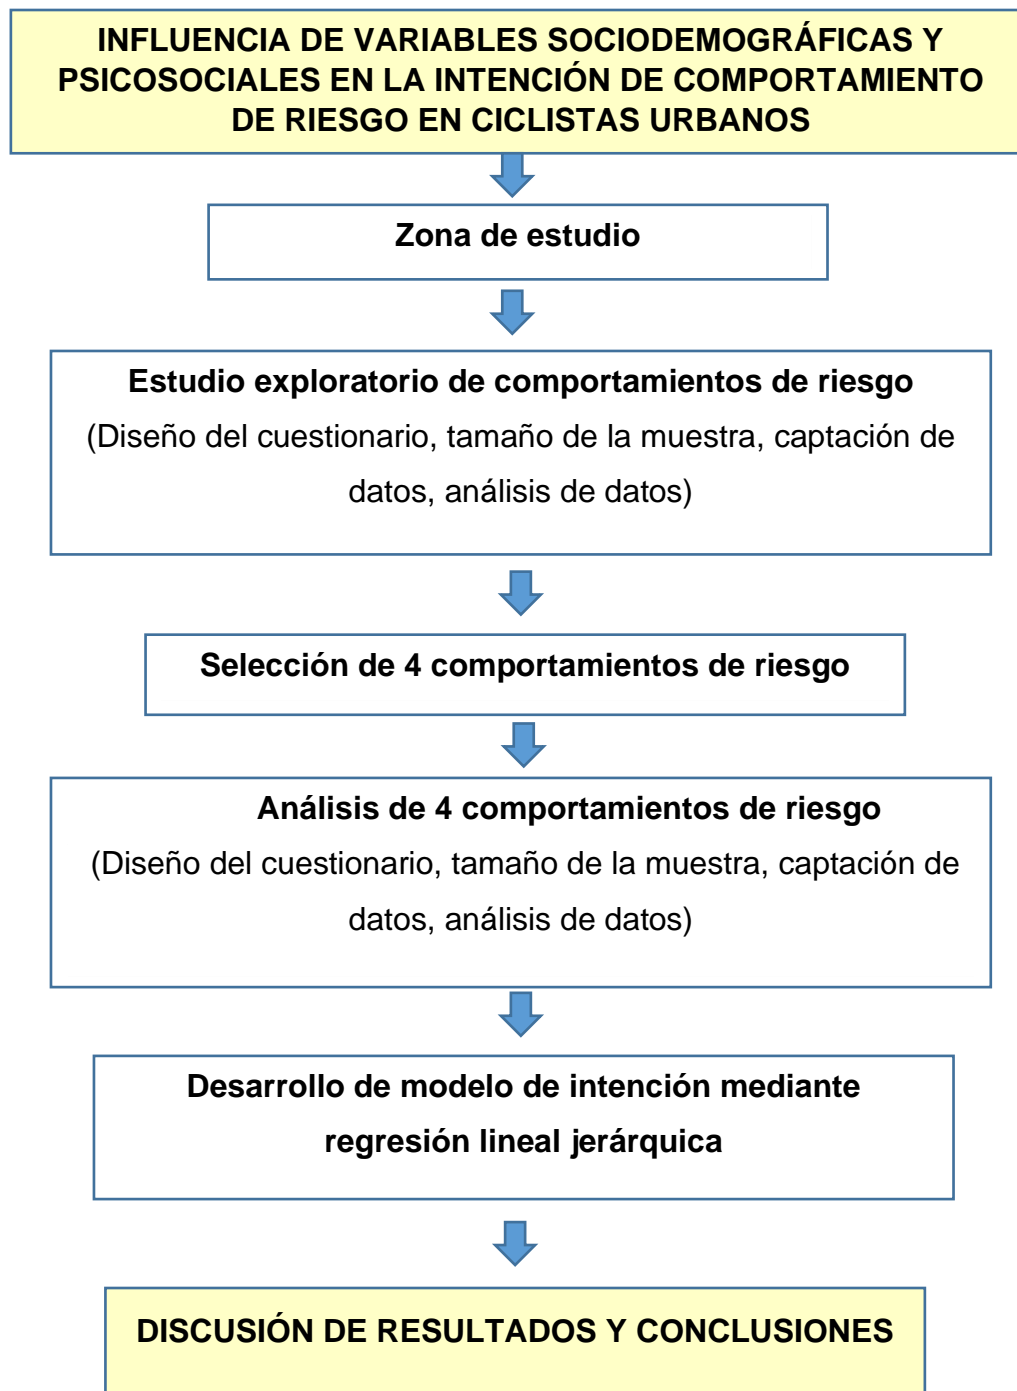 INFLUENCIA DE VARIABLES SOCIODEMOGRÁFICAS Y
PSICOSOCIALES EN LA INTENCIÓN DE COMPORTAMIENTO
DE RIESGO EN CICLISTAS URBANOS
Zona de estudio
Estudio exploratorio de comportamientos de riesgo
(Diseño del cuestionario, tamaño de la muestra, captación de
datos, análisis de datos)
Selección de 4 comportamientos de riesgo
Análisis de 4 comportamientos de riesgo
(Diseño del cuestionario, tamaño de la muestra, captación de
datos, análisis de datos)
Desarrollo de modelo de intención mediante
regresión lineal jerárquica
DISCUSIÓN DE RESULTADOS Y CONCLUSIONES